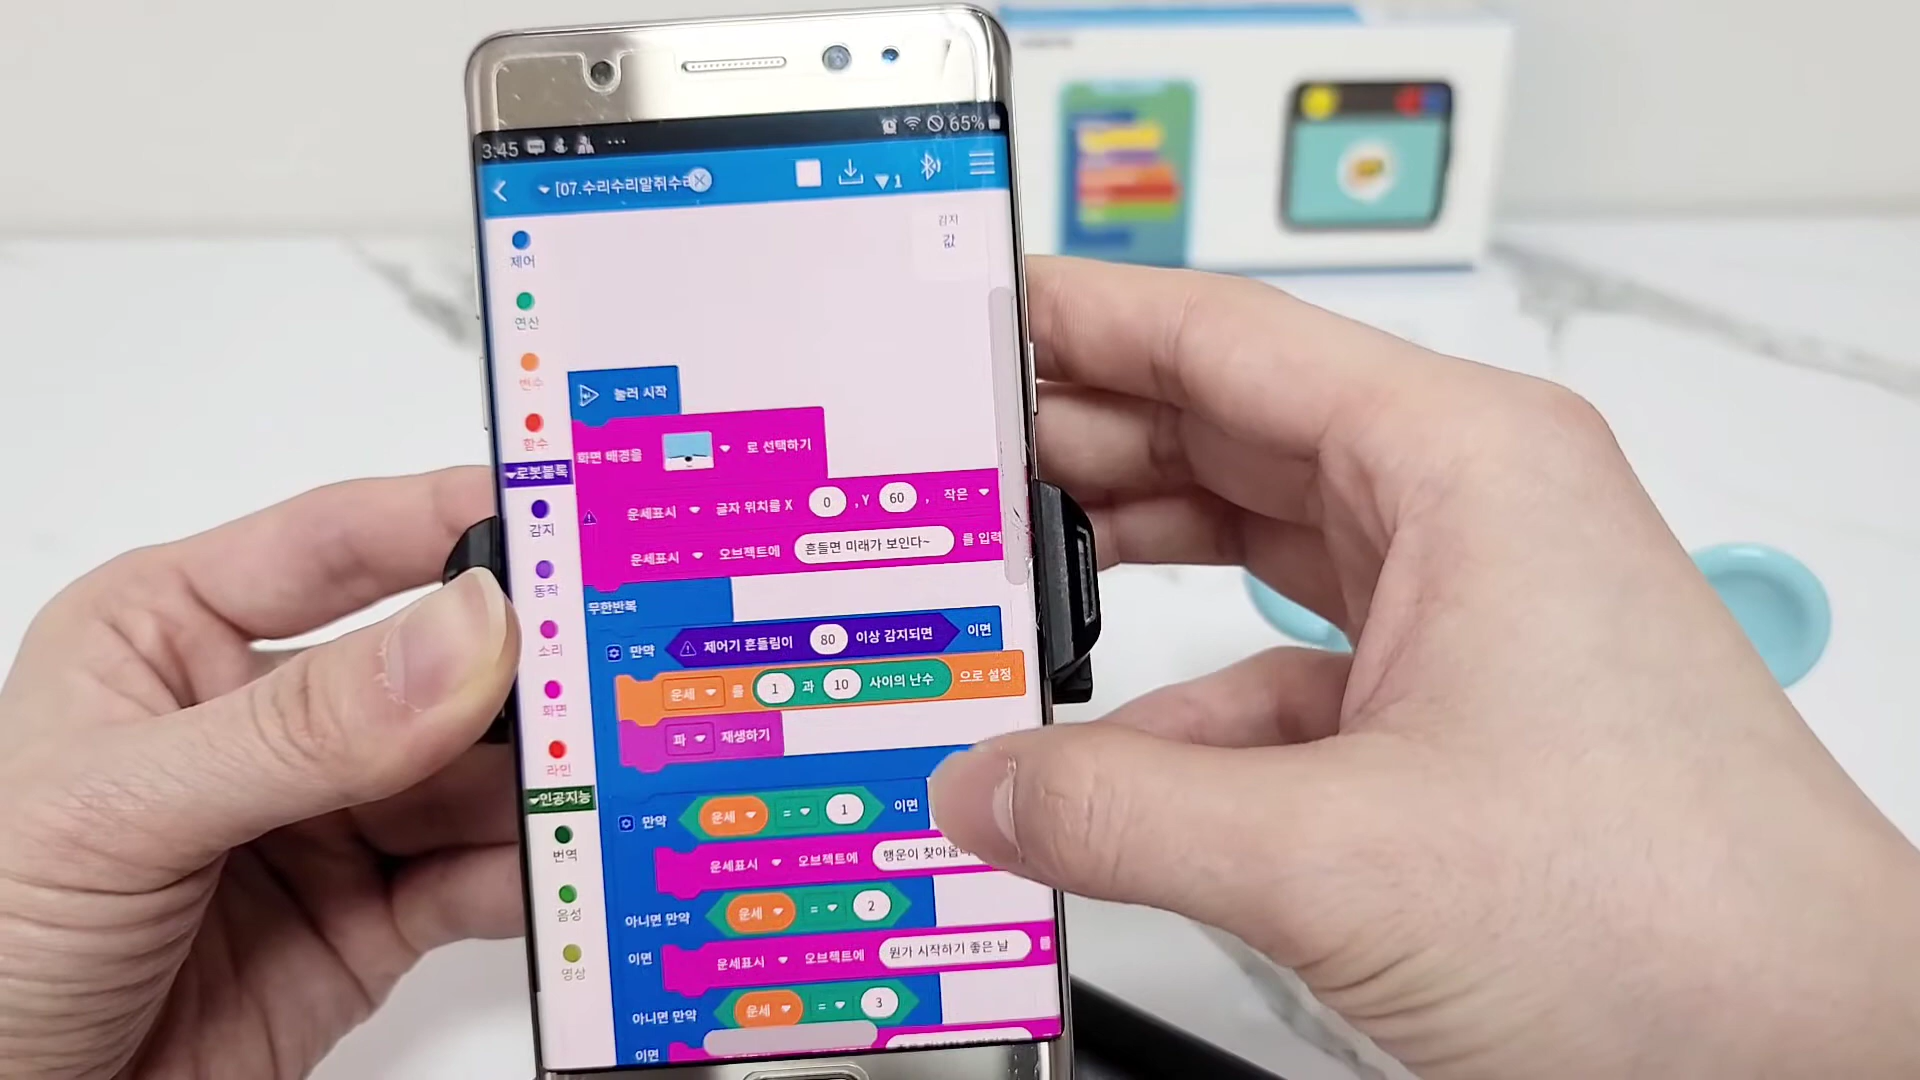 3:45 65%
[07.수리수리말쥐수리 1
감지
값
제어
연산
변수
함수
로봇블록
감지
동작
소리
화면
라인
인공지능
번역
음성
영상
눌러 시작
화면 배경을 로 선택하기
운세표시 글자 위치를 X 0 , Y 60 , 작은
운세표시 오브젝트에 흔들면 미래가 보인다~ 를 입력
무한반복
만약 제어기 흔들림이 80 이상 감지되면 이면
운세 를 1 과 10 사이의 난수 으로 설정
파 재생하기
만약 운세 = 1 이면
운세표시 오브젝트에 행운이
아니면 만약 운세 = 2
이면 운세표시 오브젝트에 뭔가 시작하기 좋은 날
아니면 만약 운세 = 3
이면